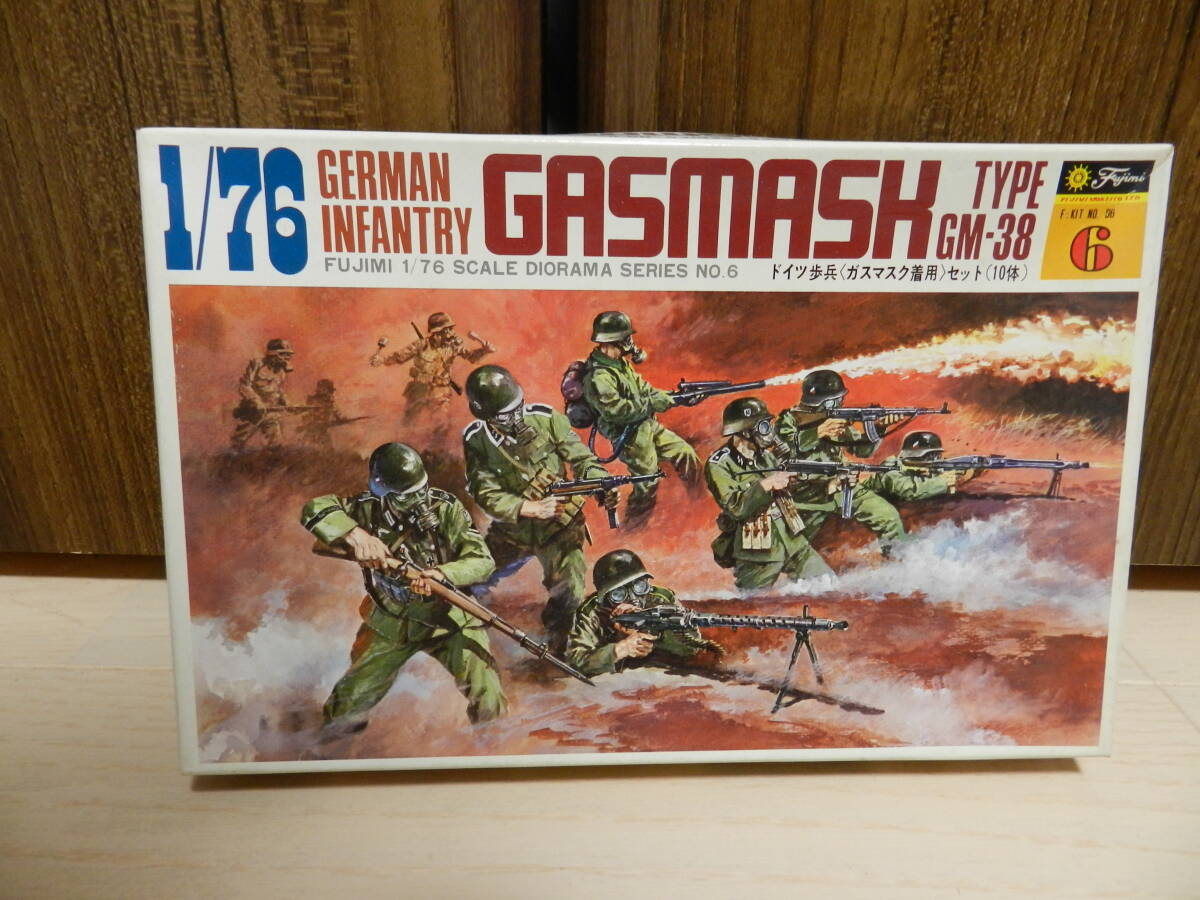 1/76
GERMAN
INFANTRY
GASMASK
TYPE
GM-38
Fujimi
F: KIT NO. 56
6
FUJIMI 1/76 SCALE DIORAMA SERIES NO.6
ドイツ歩兵〈ガスマスク着用〉セット(10体)